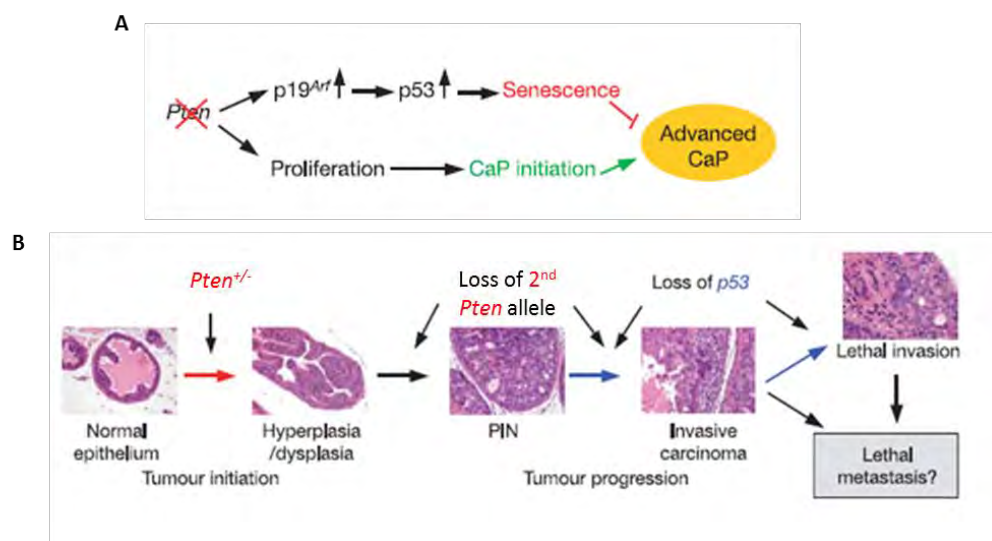 A
p19Arf p53 Senescence
Pten
Advanced
CaP
Proliferation CaP initiation
B
Pten+/-
Loss of 2nd
Pten allele
Loss of p53
Lethal invasion
Normal
epithelium
Hyperplasia
/dysplasia
PIN
Invasive
carcinoma
Lethal
metastasis?
Tumour initiation
Tumour progression